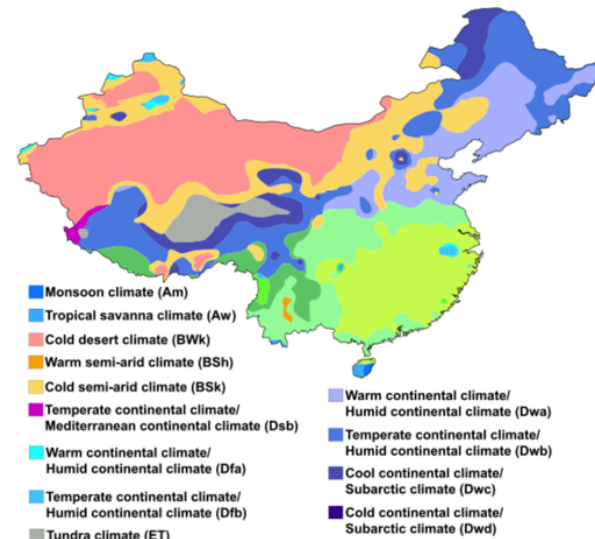 Monsoon climate (Am)
Tropical savanna climate (Aw)
Cold desert climate (BWk)
Warm semi-arid climate (BSh)
Cold semi-arid climate (BSk)
Temperate continental climate/
Mediterranean continental climate (Dsb)
Warm continental climate/
Humid continental climate (Dfa)
Temperate continental climate/
Humid continental climate (Dfb)
Tundra climate (ET)
Warm continental climate/
Humid continental climate (Dwa)
Temperate continental climate/
Humid continental climate (Dwb)
Cool continental climate/
Subarctic climate (Dwc)
Cold continental climate/
Subarctic climate (Dwd)